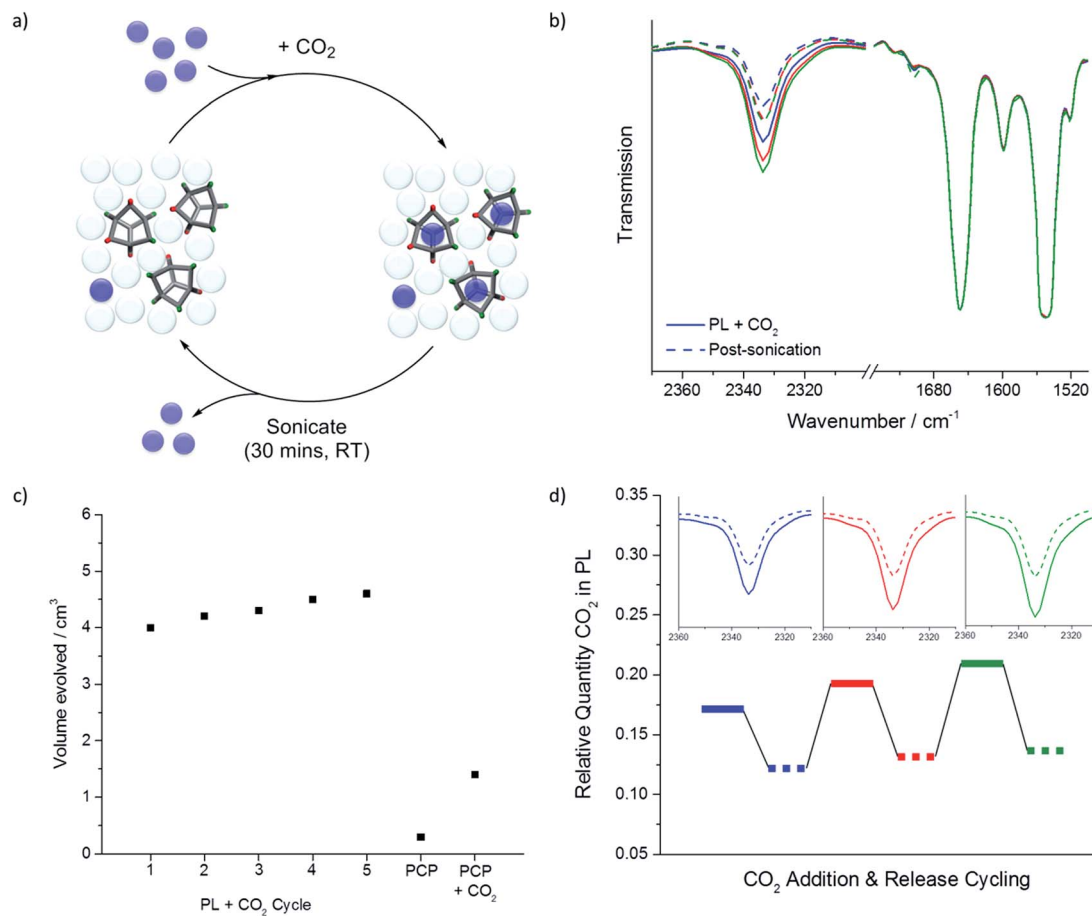 a)
+ CO₂
Sonicate
(30 mins, RT)
b)
Transmission
PL + CO₂
Post-sonication
2360 2340 2320 1680 1600 1520
Wavenumber / cm⁻¹
c)
Volume evolved / cm³
6
5
4
3
2
1
0
1 2 3 4 5 PCP PCP + CO₂
PL + CO₂ Cycle
d)
Relative Quantity CO₂ in PL
0.35
0.30
0.25
0.20
0.15
0.10
0.05
2360 2340 2320 2360 2340 2320 2360 2340 2320
CO₂ Addition & Release Cycling